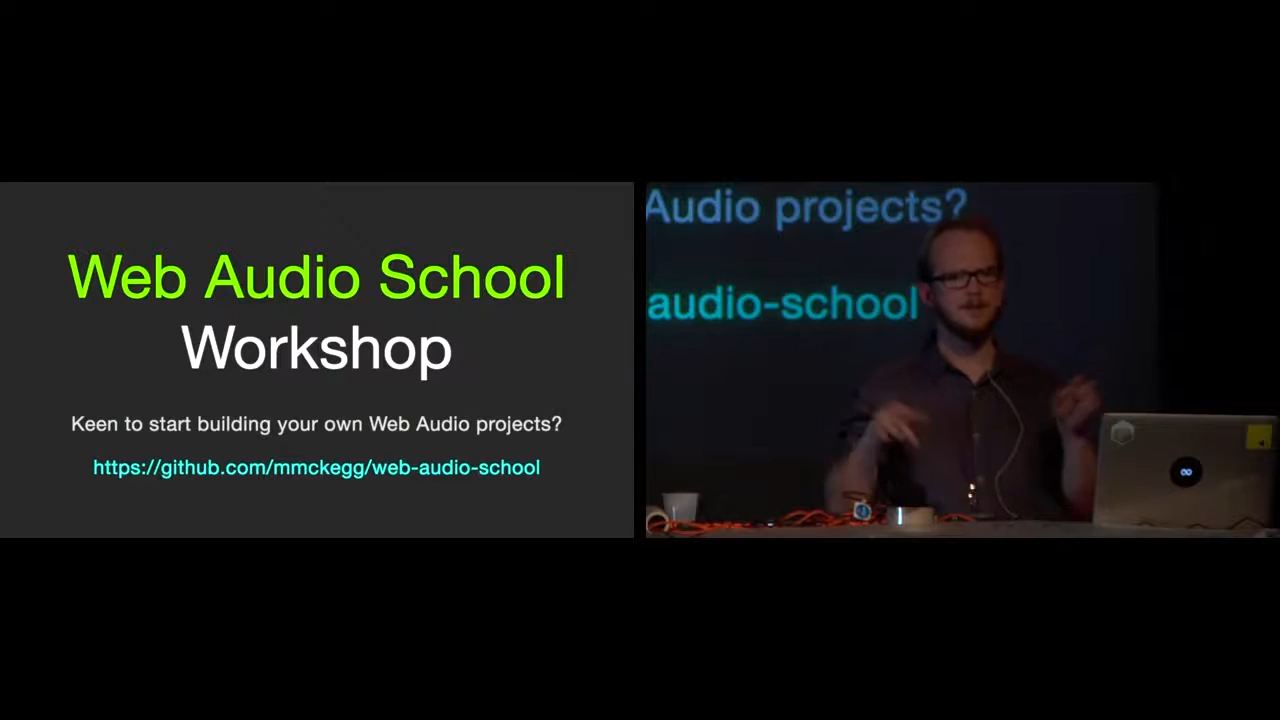 Web Audio School
Workshop
Keen to start building your own Web Audio projects?
https://github.com/mmckegg/web-audio-school
Audio projects?
audio-school